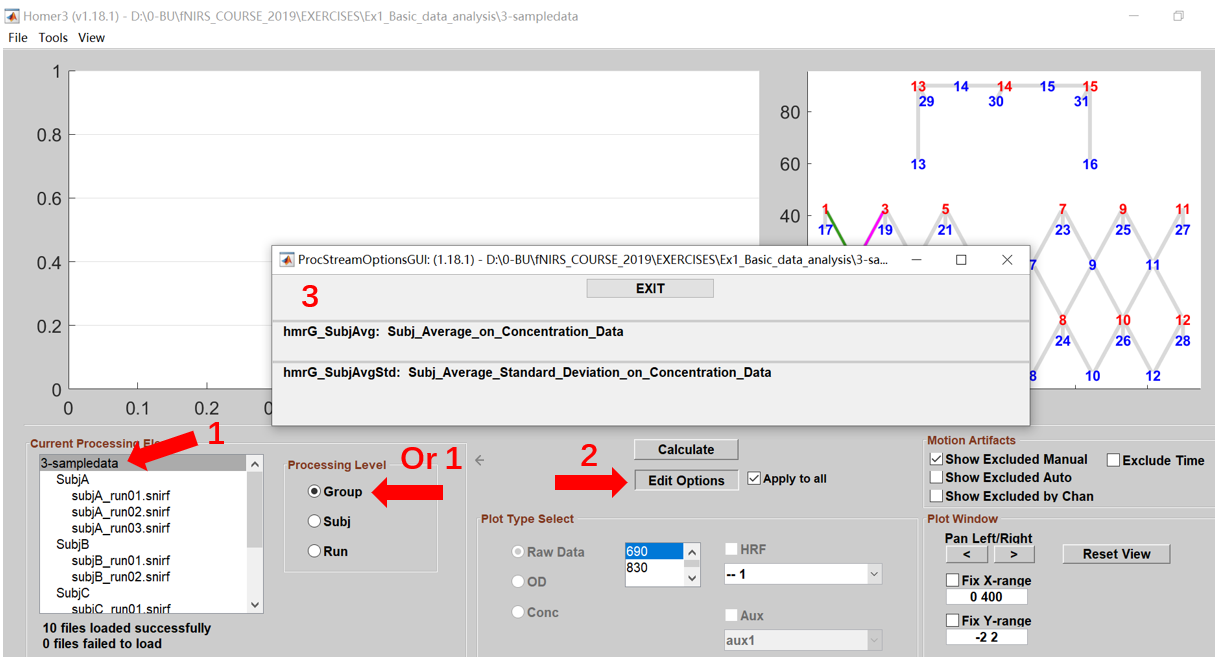 Homer3 (v1.18.1) - D:\0-BU\fNIRS_COURSE_2019\EXERCISES\Ex1_Basic_data_analysis\3-sampledata
File Tools View
1
0.8
0.6
0.4
0.2
0
0 0.1 0.2 0
80
60
40
13 14 14 15 15
29 30 31
13 16
1 3 5 7 9 11
17 19 21 23 25 27
7 9 11
8 10 12
24 26 28
8 10 12
ProcStreamOptionsGUI: (1.18.1) - D:\0-BU\fNIRS_COURSE_2019\EXERCISES\Ex1_Basic_data_analysis\3-sa...
EXIT
3
hmrG_SubjAvg: Subj_Average_on_Concentration_Data
hmrG_SubjAvgStd: Subj_Average_Standard_Deviation_on_Concentration_Data
Current Processing Ele
1
3-sampledata
SubjA
subjA_run01.snirf
subjA_run02.snirf
subjA_run03.snirf
SubjB
subjB_run01.snirf
subjB_run02.snirf
SubjC
subjC_run01.snirf
10 files loaded successfully
0 files failed to load
Processing Level
Or 1
Group
Subj
Run
2
Calculate
Edit Options
Apply to all
Plot Type Select
Raw Data
OD
Conc
690
830
HRF
-- 1
Aux
aux1
Motion Artifacts
Show Excluded Manual
Exclude Time
Show Excluded Auto
Show Excluded by Chan
Plot Window
Pan Left/Right
< >
Reset View
Fix X-range
0 400
Fix Y-range
-2 2